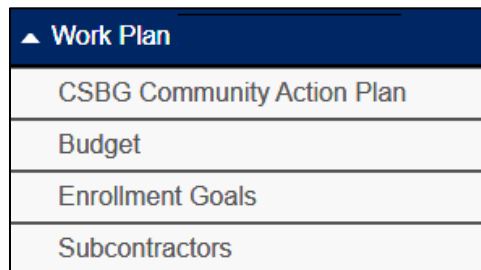 Work Plan
CSBG Community Action Plan
Budget
Enrollment Goals
Subcontractors